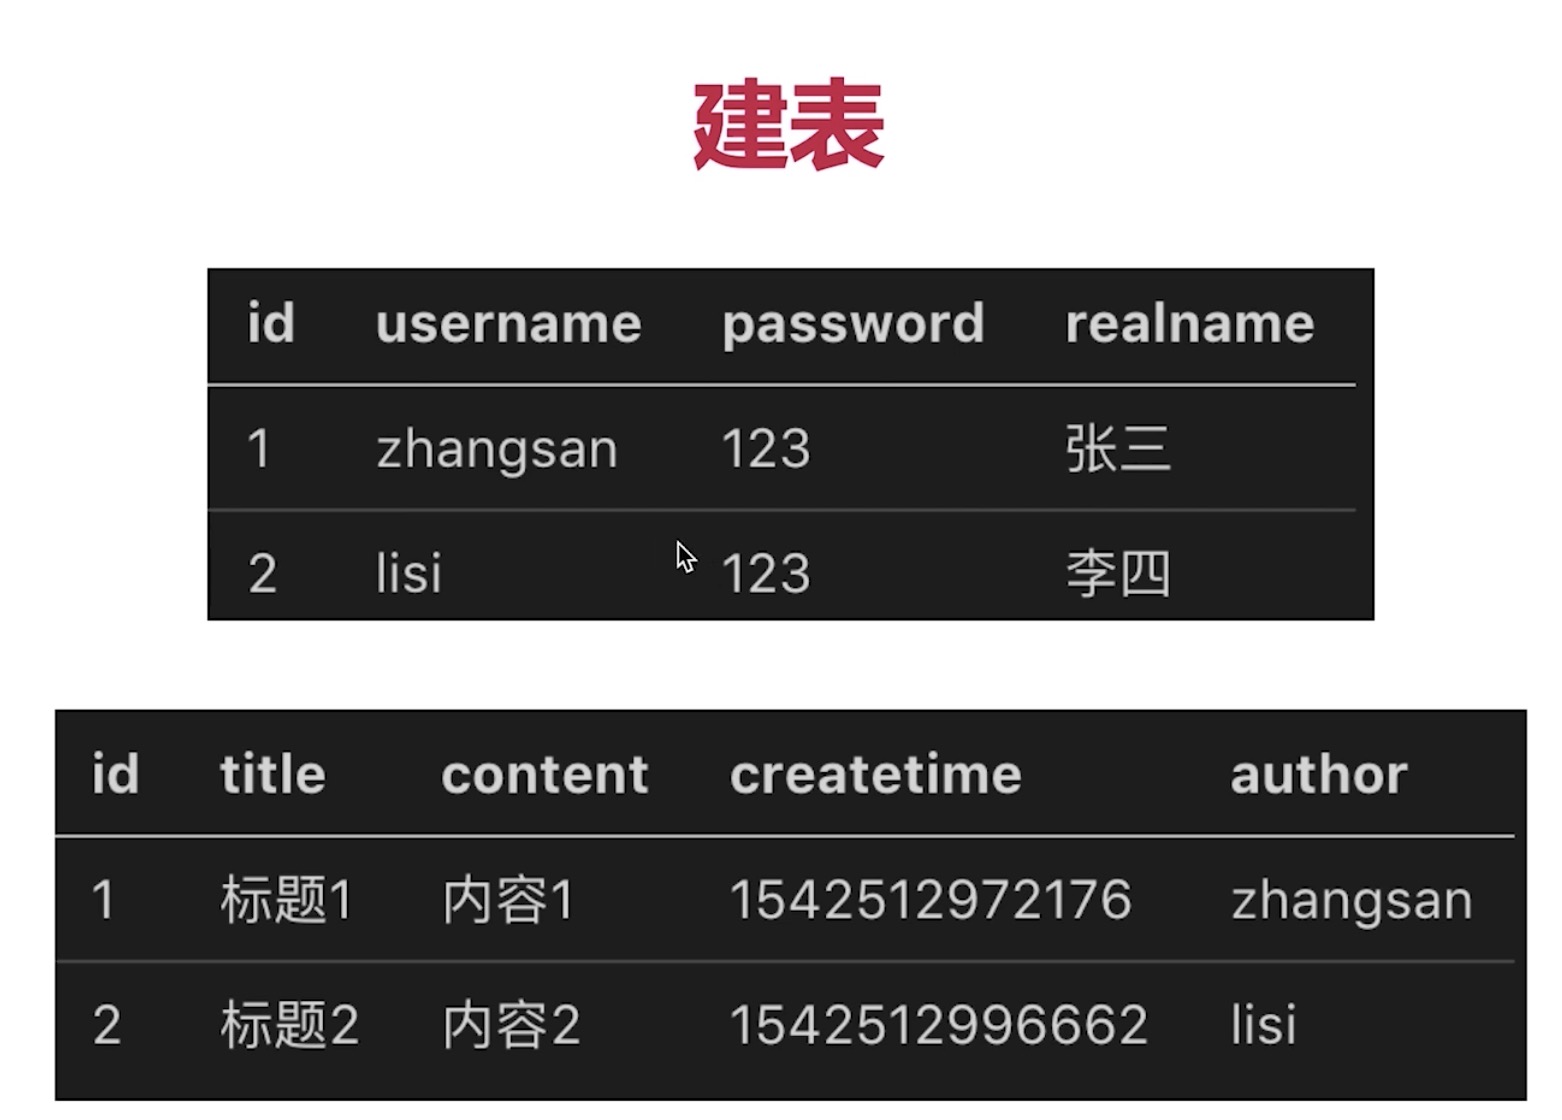 建表
id username password realname
1 zhangsan 123 张三
2 lisi 123 李四
id title content createtime author
1 标题1 内容1 1542512972176 zhangsan
2 标题2 内容2 1542512996662 lisi